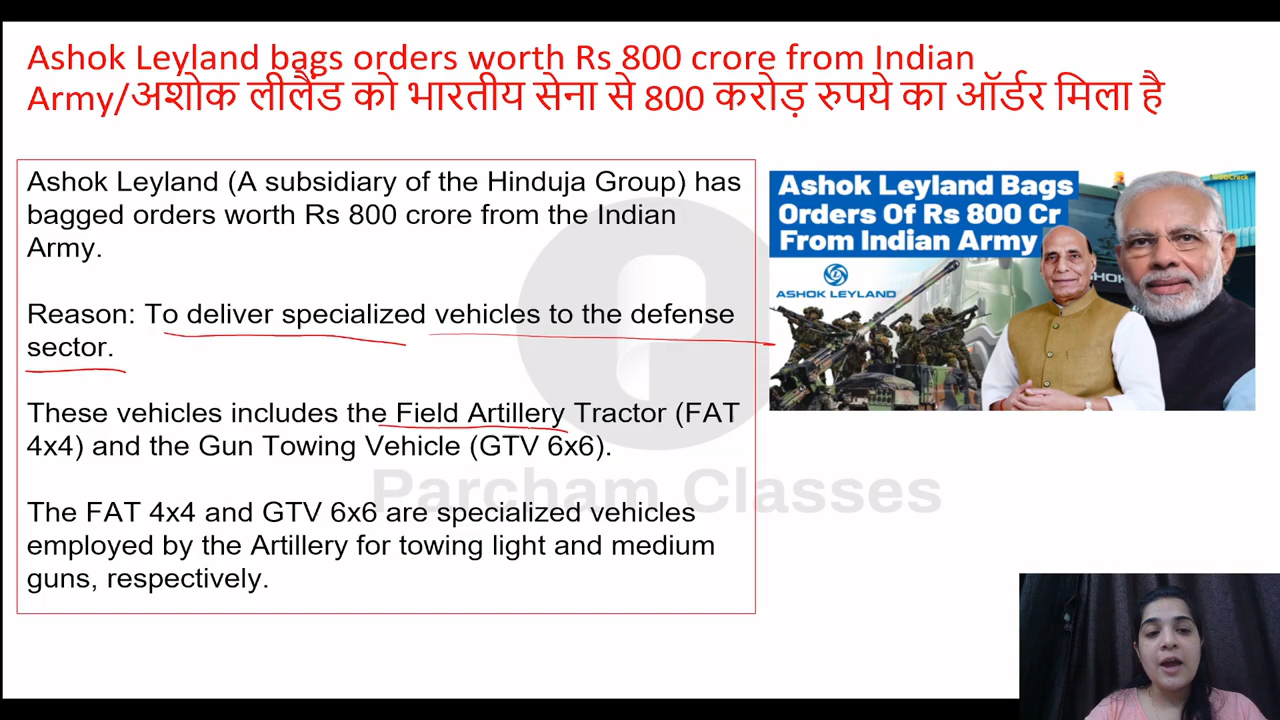 Ashok Leyland bags orders worth Rs 800 crore from Indian
Army/अशोक लीलैंड को भारतीय सेना से 800 करोड़ रुपये का ऑर्डर मिला है
Ashok Leyland (A subsidiary of the Hinduja Group) has
bagged orders worth Rs 800 crore from the Indian
Army.
Reason: To deliver specialized vehicles to the defense
sector.
These vehicles includes the Field Artillery Tractor (FAT
4x4) and the Gun Towing Vehicle (GTV 6x6).
The FAT 4x4 and GTV 6x6 are specialized vehicles
employed by the Artillery for towing light and medium
guns, respectively.
Ashok Leyland Bags
Orders Of Rs 800 Cr
From Indian Army
ASHOK LEYLAND
Parcham Classes